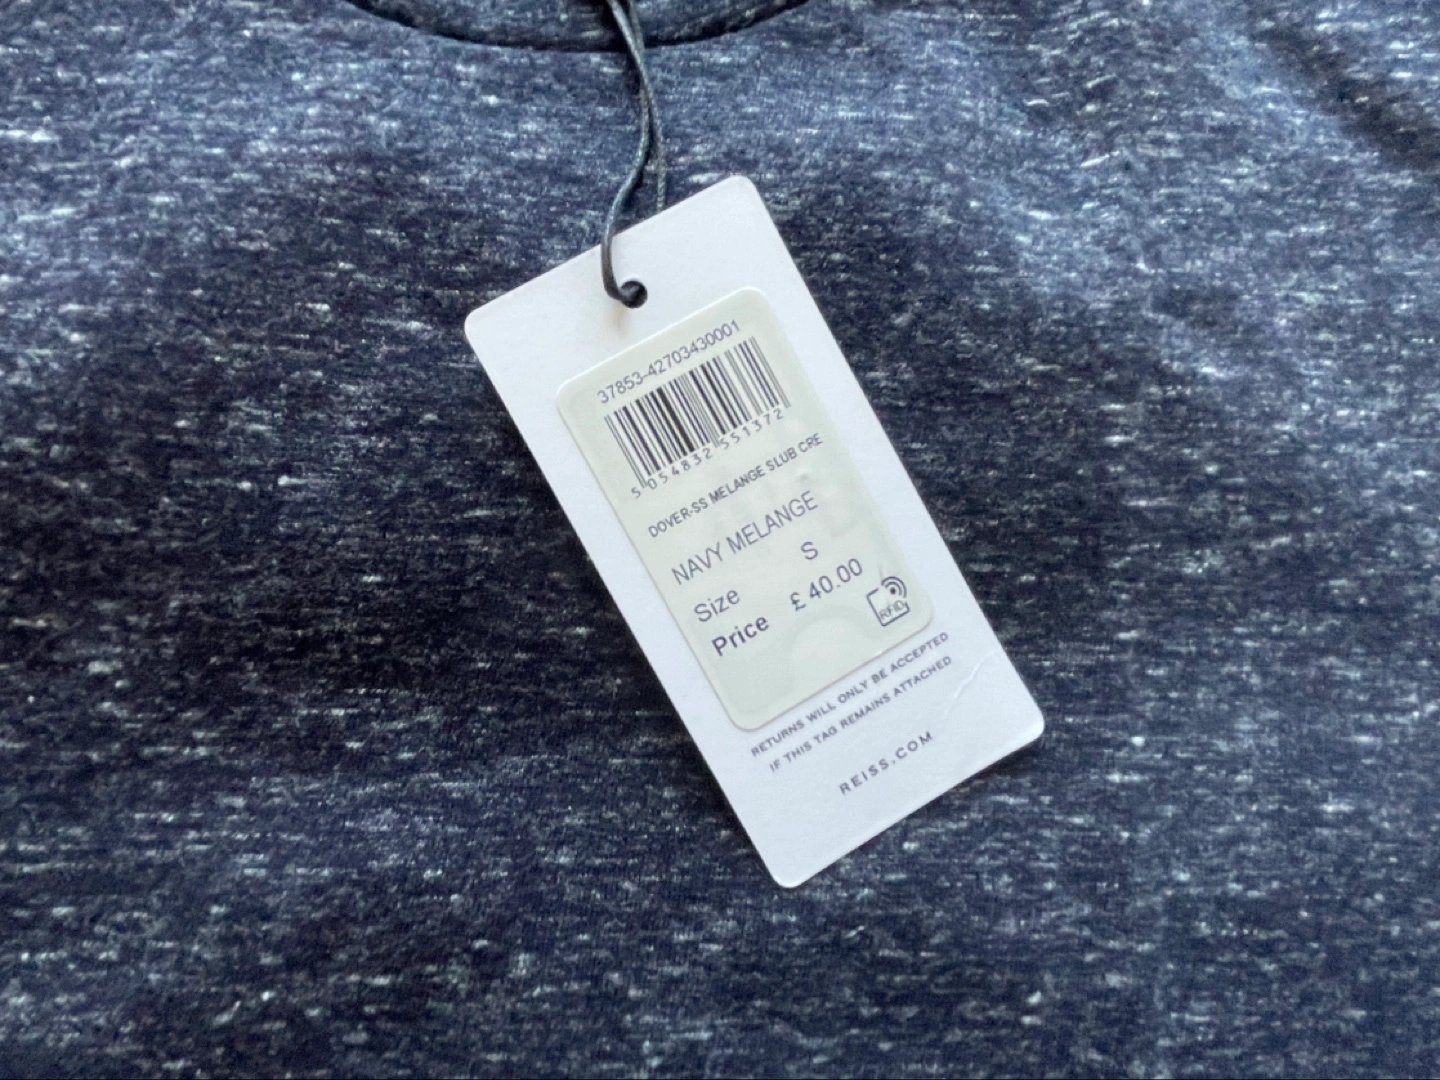 37853-42703430001
5 054832 551372
DOVER-SS MELANGE SLUB CRE
NAVY MELANGE
Size S
Price £40.00
RFID
RETURNS WILL ONLY BE ACCEPTED
IF THIS TAG REMAINS ATTACHED
REISS.COM